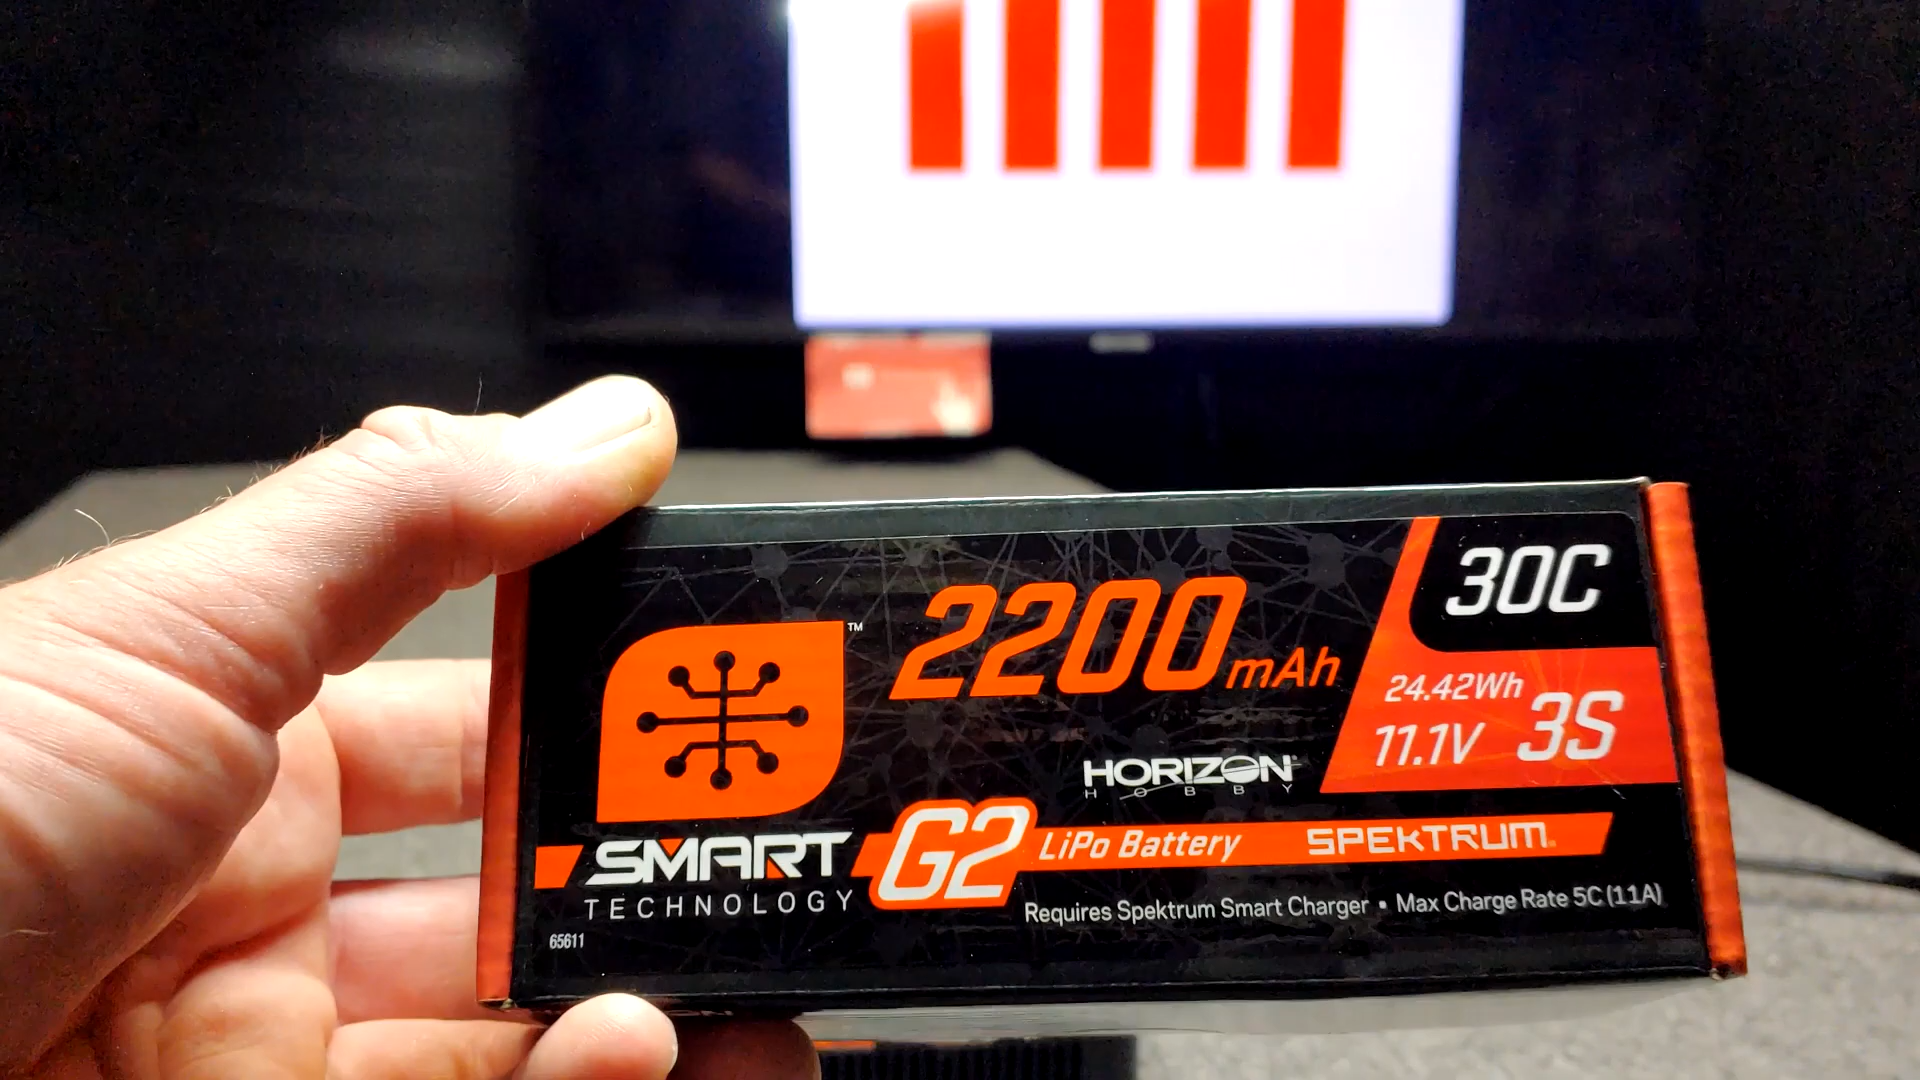 30C
2200mAh
™
24.42Wh
11.1V 3S
HORIZON®
HOBBY
SMART G2 LiPo Battery SPEKTRUM®
TECHNOLOGY
Requires Spektrum Smart Charger • Max Charge Rate 5C (11A)
65611